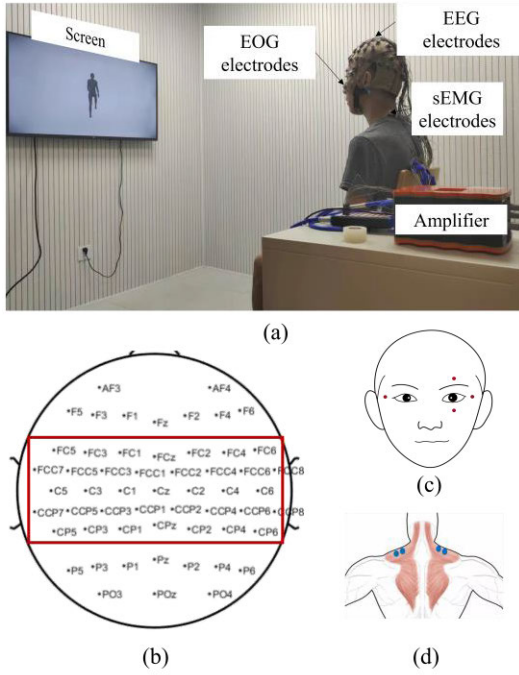 Screen
EOG
electrodes
EEG
electrodes
sEMG
electrodes
Amplifier
(a)
AF3 AF4
F5 F3 F1 Fz F2 F4 F6
FC5 FC3 FC1 FCz FC2 FC4 FC6
FCC7 FCC5 FCC3 FCC1 FCC2 FCC4 FCC6 FCC8
C5 C3 C1 Cz C2 C4 C6
CCP7 CCP5 CCP3 CCP1 CCP2 CCP4 CCP6 CCP8
CP5 CP3 CP1 CPz CP2 CP4 CP6
P5 P3 P1 Pz P2 P4 P6
PO3 POz PO4
(b)
(c)
(d)